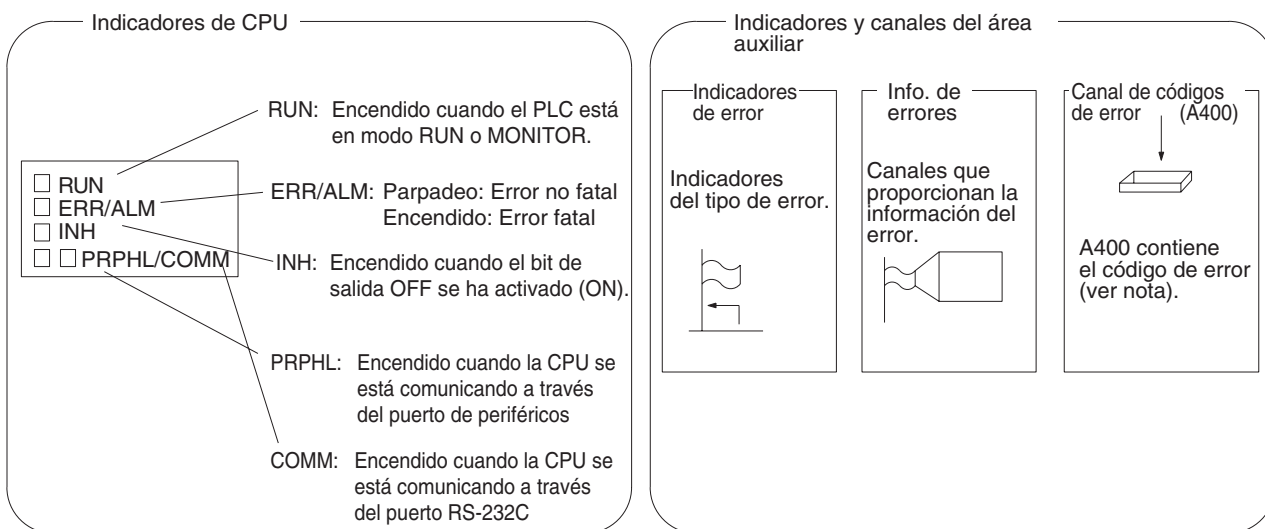 Indicadores de CPU
RUN: Encendido cuando el PLC está
en modo RUN o MONITOR.
RUN
ERR/ALM
INH
PRPHL/COMM
ERR/ALM: Parpadeo: Error no fatal
Encendido: Error fatal
INH: Encendido cuando el bit de
salida OFF se ha activado (ON).
PRPHL: Encendido cuando la CPU se
está comunicando a través
del puerto de periféricos
COMM: Encendido cuando la CPU se
está comunicando a través
del puerto RS-232C
Indicadores y canales del área
auxiliar
Indicadores
de error
Indicadores
del tipo de error.
Info. de
errores
Canales que
proporcionan la
información del
error.
Canal de códigos
de error (A400)
A400 contiene
el código de error
(ver nota).